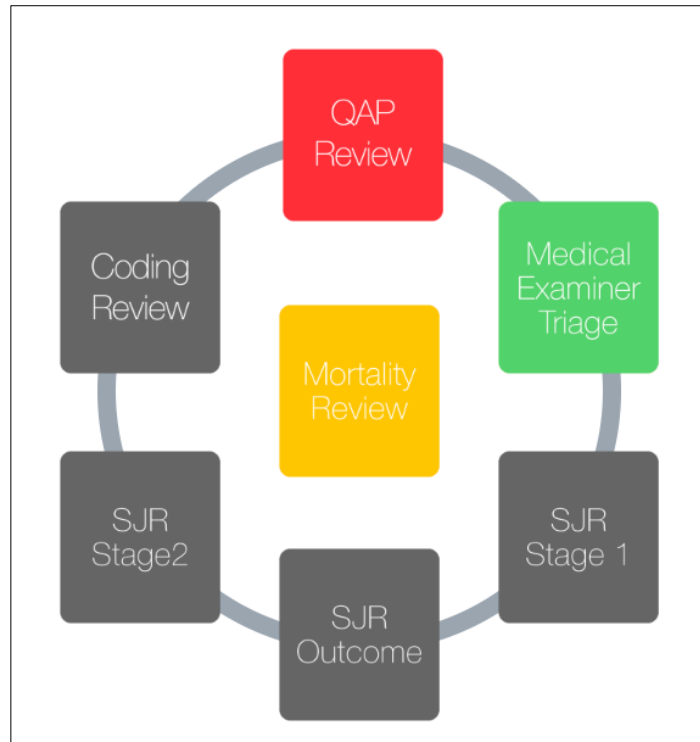 QAP
Review
Medical
Examiner
Triage
Coding
Review
Mortality
Review
SJR
Stage2
SJR
Stage 1
SJR
Outcome